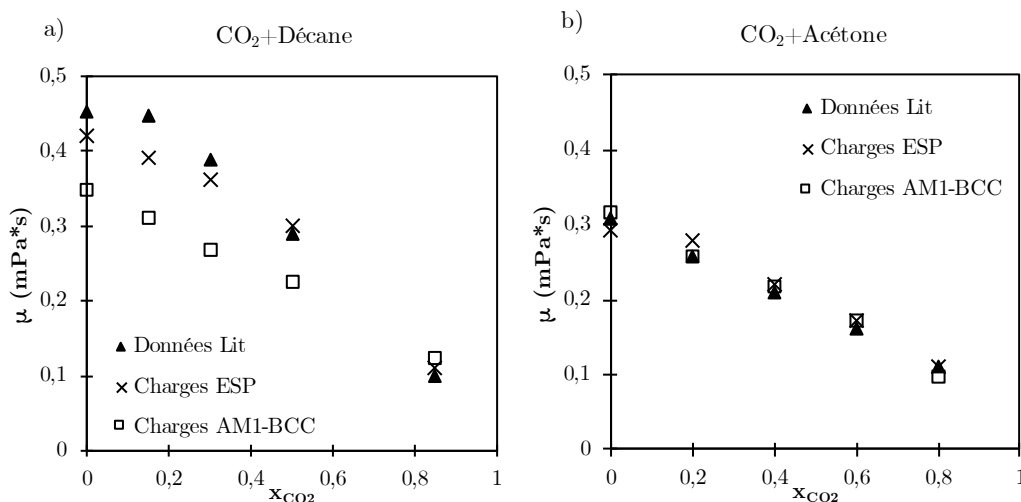 a)
CO2+Décane
0,5
0,4
0,3
0,2
0,1
0
μ (mPa*s)
Données Lit
Charges ESP
Charges AM1-BCC
0 0,2 0,4 0,6 0,8 1
xCO2
b)
CO2+Acétone
0,5
0,4
0,3
0,2
0,1
0
μ (mPa*s)
Données Lit
Charges ESP
Charges AM1-BCC
0 0,2 0,4 0,6 0,8 1
xCO2